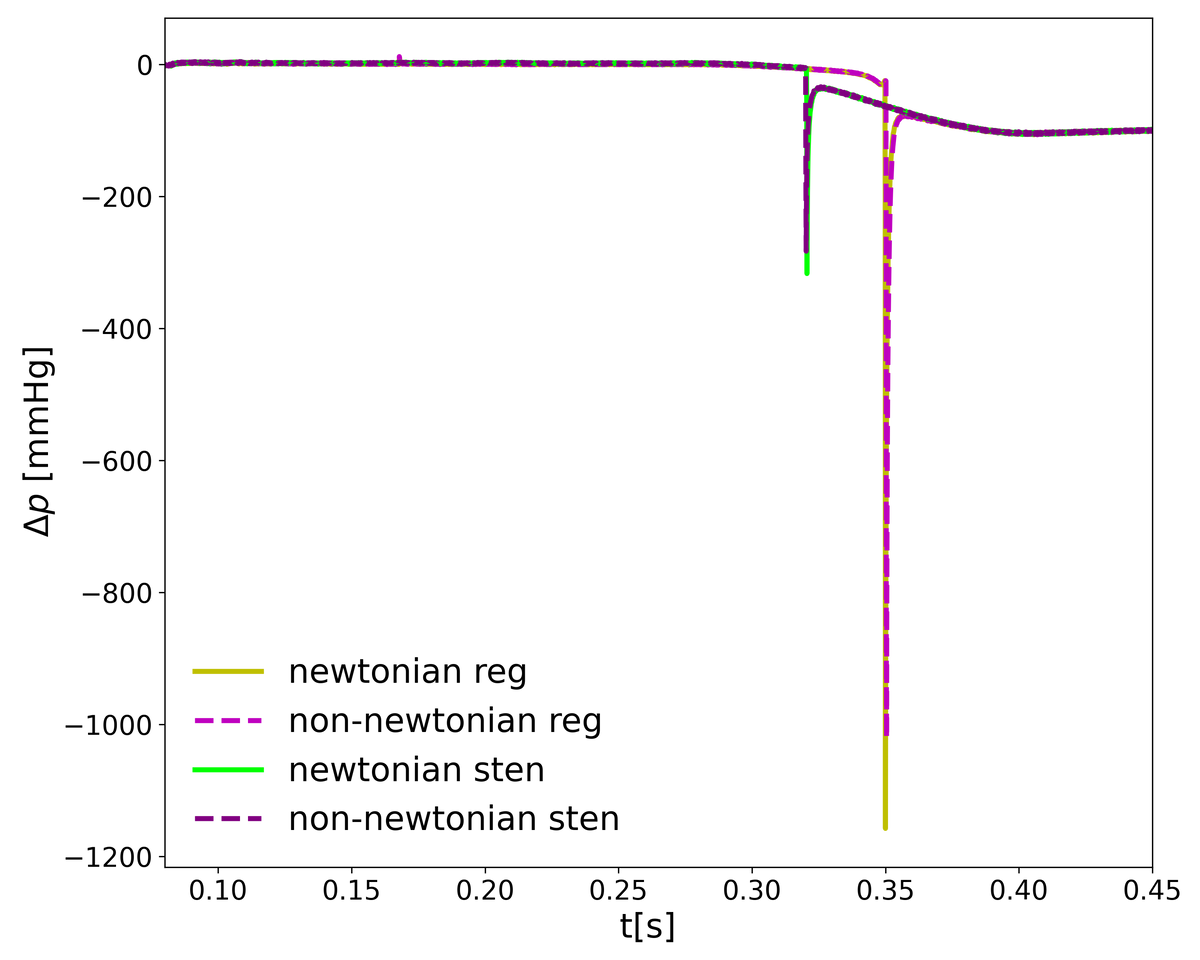 0
−200
−400
−600
−800
−1000
−1200
Δp [mmHg]
newtonian reg
non-newtonian reg
newtonian sten
non-newtonian sten
0.10 0.15 0.20 0.25 0.30 0.35 0.40 0.45
t[s]